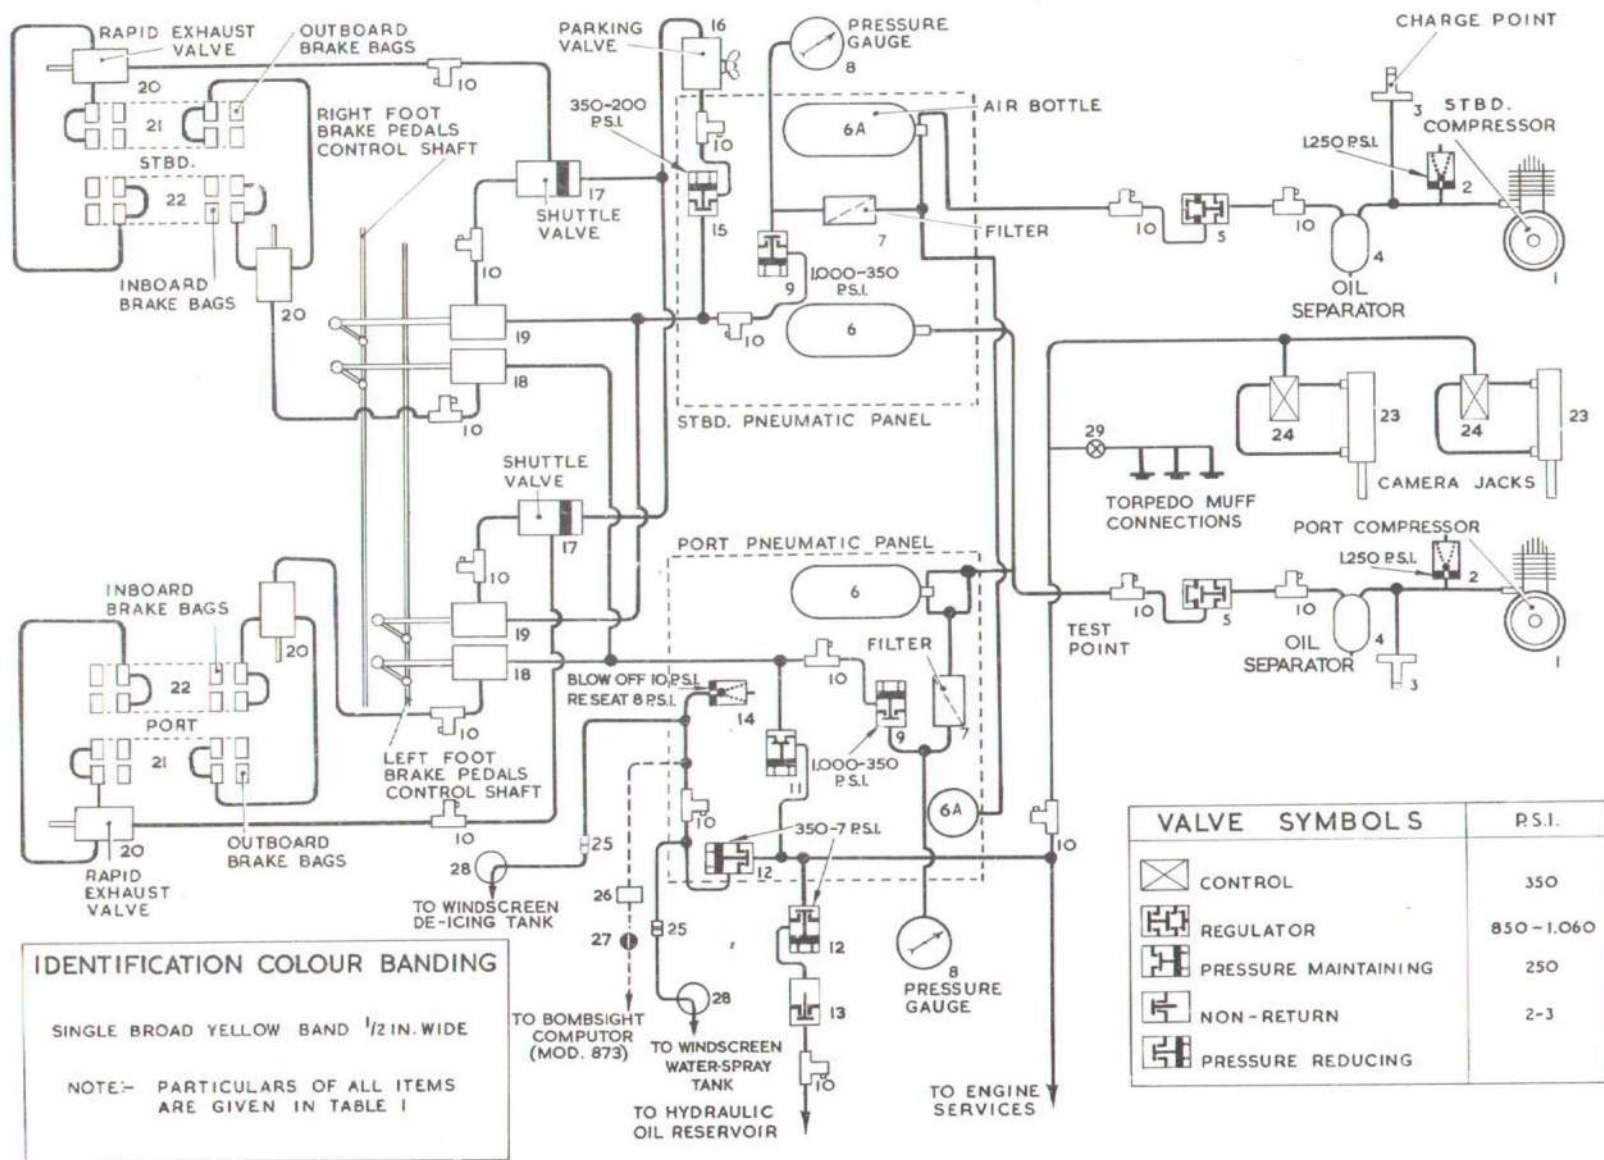 RAPID EXHAUST
VALVE
OUTBOARD
BRAKE BAGS
20
10
21
STBD.
22
INBOARD
BRAKE BAGS
20
RIGHT FOOT
BRAKE PEDALS
CONTROL SHAFT
10
17
SHUTTLE
VALVE
10
19
18
10
PARKING
VALVE
16
350-200
P.S.I.
10
15
PRESSURE
GAUGE
8
AIR BOTTLE
6A
7
FILTER
9
1,000-350
P.S.I.
10
6
STBD. PNEUMATIC PANEL
CHARGE POINT
3
STBD.
COMPRESSOR
1,250 P.S.I.
2
10
5
10
4
1
OIL
SEPARATOR
24
23
24
23
CAMERA JACKS
29
TORPEDO MUFF
CONNECTIONS
PORT COMPRESSOR
1,250 P.S.I.
2
10
5
10
4
3
1
TEST
POINT
OIL
SEPARATOR
SHUTTLE
VALVE
17
10
19
18
10
INBOARD
BRAKE BAGS
20
22
PORT
21
20
RAPID
EXHAUST
VALVE
OUTBOARD
BRAKE BAGS
LEFT FOOT
BRAKE PEDALS
CONTROL SHAFT
10
PORT PNEUMATIC PANEL
6
FILTER
7
10
9
1,000-350
P.S.I.
BLOW OFF 10 P.S.I.
RESEAT 8 P.S.I.
14
11
10
350-7 P.S.I.
12
6A
10
25
28
TO WINDSCREEN
DE-ICING TANK
26
27
25
28
TO BOMBSIGHT
COMPUTOR
(MOD. 873)
TO WINDSCREEN
WATER-SPRAY
TANK
12
13
10
TO HYDRAULIC
OIL RESERVOIR
8
PRESSURE
GAUGE
TO ENGINE
SERVICES
IDENTIFICATION COLOUR BANDING
SINGLE BROAD YELLOW BAND 1/2 IN. WIDE
NOTE:- PARTICULARS OF ALL ITEMS
ARE GIVEN IN TABLE 1
VALVE SYMBOLS P.S.I.
CONTROL 350
REGULATOR 850-1,060
PRESSURE MAINTAINING 250
NON-RETURN 2-3
PRESSURE REDUCING